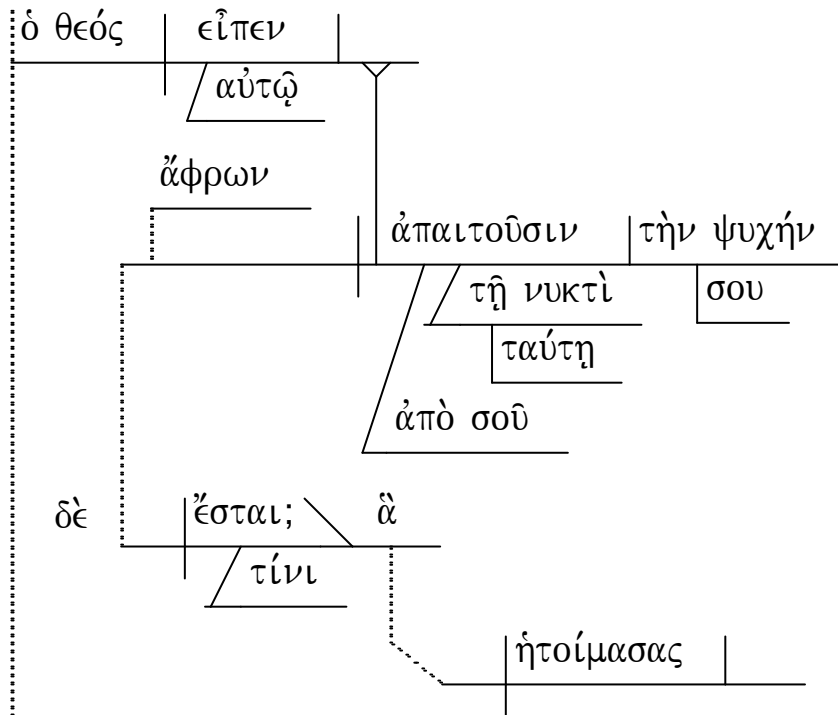 ὁ θεός εἶπεν
αὐτῷ
ἄφρων
ἀπαιτοῦσιν τὴν ψυχήν
τῇ νυκτὶ σου
ταύτῃ
ἀπὸ σοῦ
δὲ ἔσται; ἃ
τίνι
ἡτοίμασας